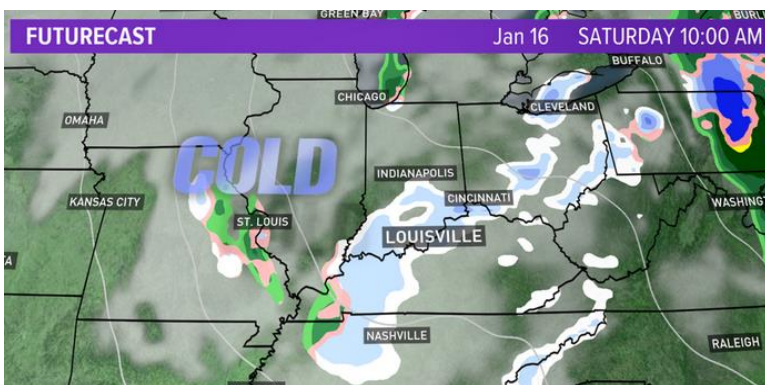 GREEN BAY
FUTURECAST Jan 16 SATURDAY 10:00 AM
BUFFALO
CHICAGO
CLEVELAND
OMAHA
COLD
INDIANAPOLIS
KANSAS CITY
CINCINNATI
WASHINGT
ST. LOUIS
LOUISVILLE
NASHVILLE
RALEIGH